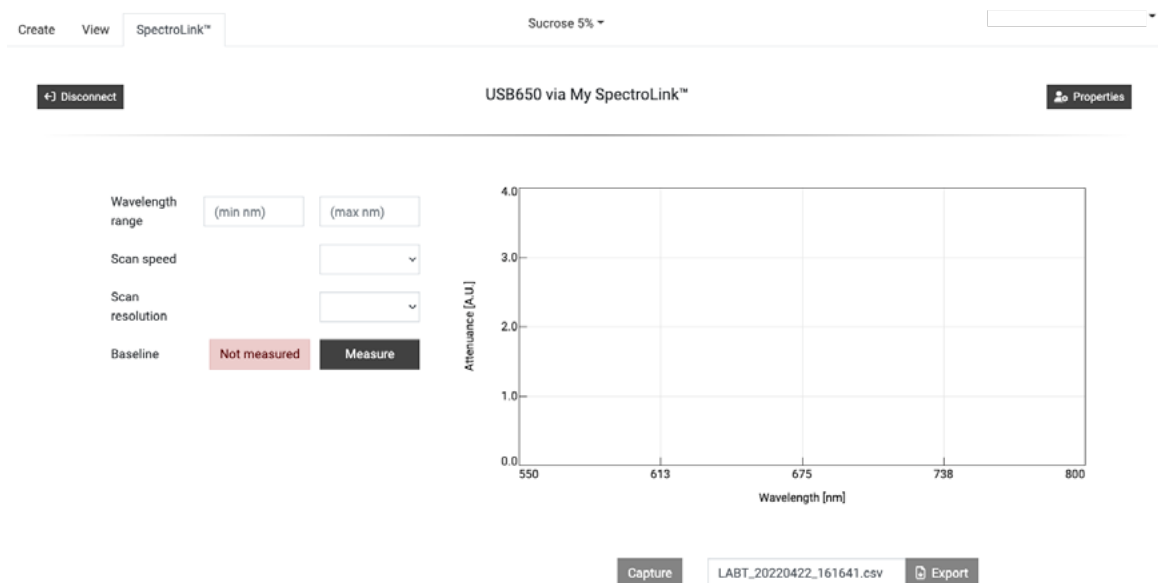 Create View SpectroLink™ Sucrose 5%
Disconnect USB650 via My SpectroLink™ Properties
Wavelength range (min nm) (max nm)
Scan speed
Scan resolution
Baseline Not measured Measure
Attenuance [A.U.]
4.0
3.0
2.0
1.0
0.0
550 613 675 738 800
Wavelength [nm]
Capture LABT_20220422_161641.csv Export